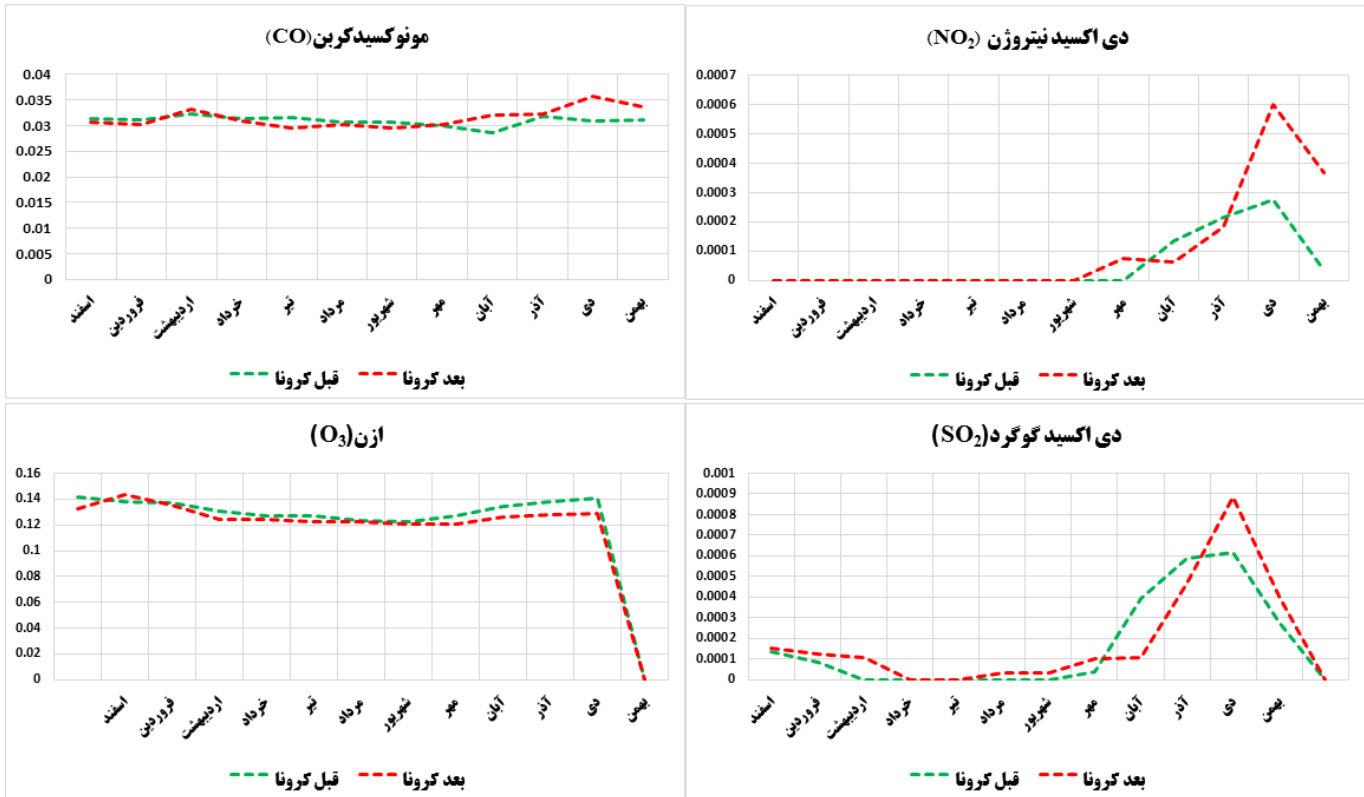 مونوکسیدکربن(CO)
0.04
0.035
0.03
0.025
0.02
0.015
0.01
0.005
0
اسفند
فروردین
اردیبهشت
خرداد
تیر
مرداد
شهریور
مهر
آبان
آذر
دی
بهمن
قبل کرونا
بعد کرونا
دی اکسید نیتروژن (NO₂)
0.0007
0.0006
0.0005
0.0004
0.0003
0.0002
0.0001
0
اسفند
فروردین
اردیبهشت
خرداد
تیر
مرداد
شهریور
مهر
آبان
آذر
دی
بهمن
قبل کرونا
بعد کرونا
ازن(O₃)
0.16
0.14
0.12
0.1
0.08
0.06
0.04
0.02
0
اسفند
فروردین
اردیبهشت
خرداد
تیر
مرداد
شهریور
مهر
آبان
آذر
دی
بهمن
قبل کرونا
بعد کرونا
دی اکسید گوگرد(SO₂)
0.001
0.0009
0.0008
0.0007
0.0006
0.0005
0.0004
0.0003
0.0002
0.0001
0
اسفند
فروردین
اردیبهشت
خرداد
تیر
مرداد
شهریور
مهر
آبان
آذر
دی
بهمن
قبل کرونا
بعد کرونا